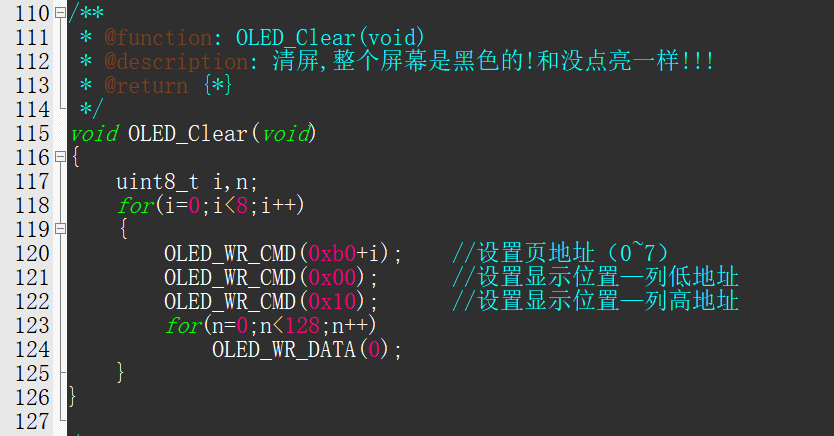 110 /**
111  * @function: OLED_Clear(void)
112  * @description: 清屏,整个屏幕是黑色的!和没点亮一样!!!
113  * @return {*}
114  */
115 void OLED_Clear(void)
116 {
117     uint8_t i,n;
118     for(i=0;i<8;i++)
119     {
120         OLED_WR_CMD(0xb0+i);    //设置页地址（0~7）
121         OLED_WR_CMD(0x00);      //设置显示位置—列低地址
122         OLED_WR_CMD(0x10);      //设置显示位置—列高地址
123         for(n=0;n<128;n++)
124             OLED_WR_DATA(0);
125     }
126 }
127